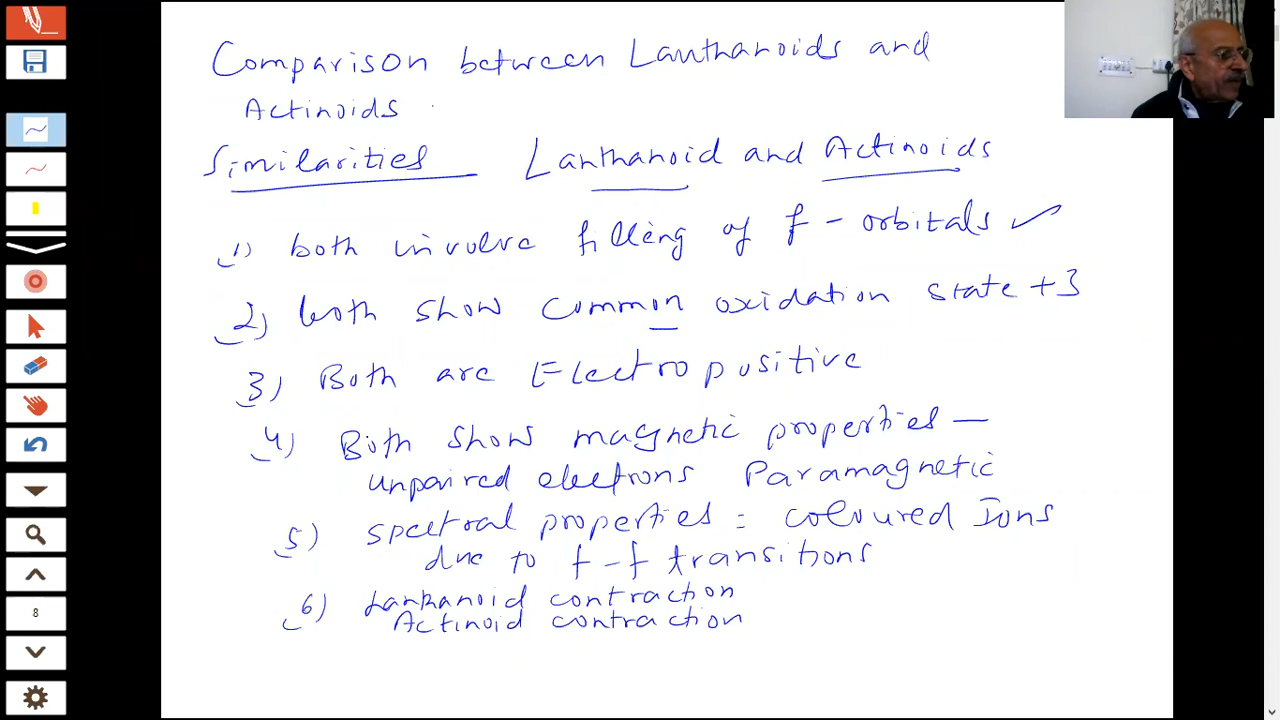 Comparison between Lanthanoids and
Actinoids
Similarities Lanthanoid and Actinoids
1) both involve filling of f - orbitals ✓
2) both show common oxidation state +3
3) Both are Electropositive
4) Both show magnetic properties —
unpaired electrons Paramagnetic
5) spectral properties = coloured Ions
due to f-f transitions
6) Lanthanoid contraction
Actinoid contraction
8